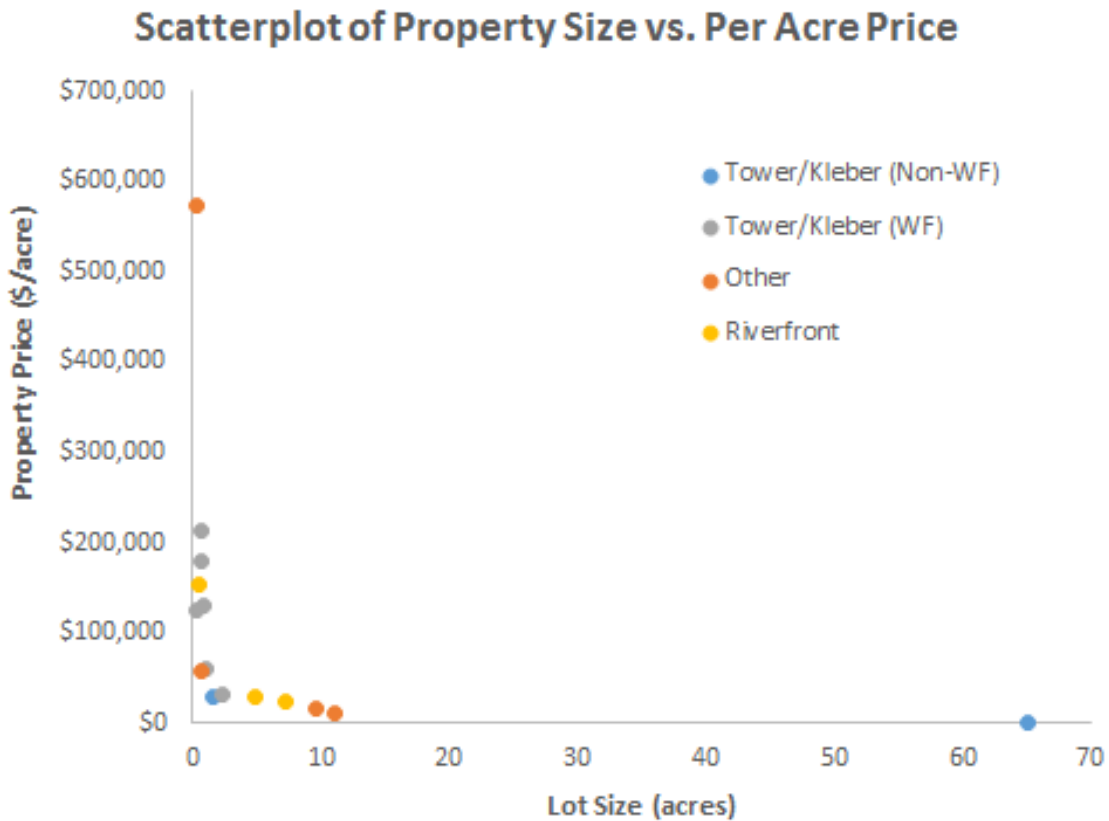 Scatterplot of Property Size vs. Per Acre Price
$700,000
$600,000
$500,000
$400,000
$300,000
$200,000
$100,000
$0
Property Price ($/acre)
Tower/Kleber (Non-WF)
Tower/Kleber (WF)
Other
Riverfront
0 10 20 30 40 50 60 70
Lot Size (acres)